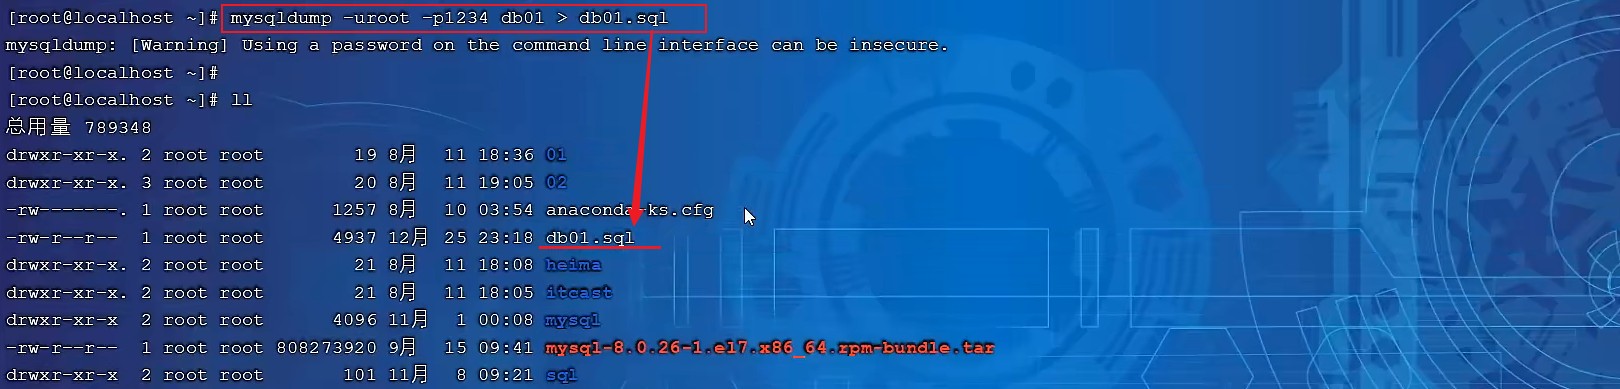 [root@localhost ~]# mysqldump -uroot -p1234 db01 > db01.sql
mysqldump: [Warning] Using a password on the command line interface can be insecure.
[root@localhost ~]#
[root@localhost ~]# ll
总用量 789348
drwxr-xr-x. 2 root root 19 8月 11 18:36 01
drwxr-xr-x. 3 root root 20 8月 11 19:05 02
-rw-------. 1 root root 1257 8月 10 03:54 anaconda-ks.cfg
-rw-r--r-- 1 root root 4937 12月 25 23:18 db01.sql
drwxr-xr-x. 2 root root 21 8月 11 18:08 heima
drwxr-xr-x. 2 root root 21 8月 11 18:05 itcast
drwxr-xr-x 2 root root 4096 11月 1 00:08 mysql
-rw-r--r-- 1 root root 808273920 9月 15 09:41 mysql-8.0.26-1.el7.x86_64.rpm-bundle.tar
drwxr-xr-x 2 root root 101 11月 8 09:21 sql